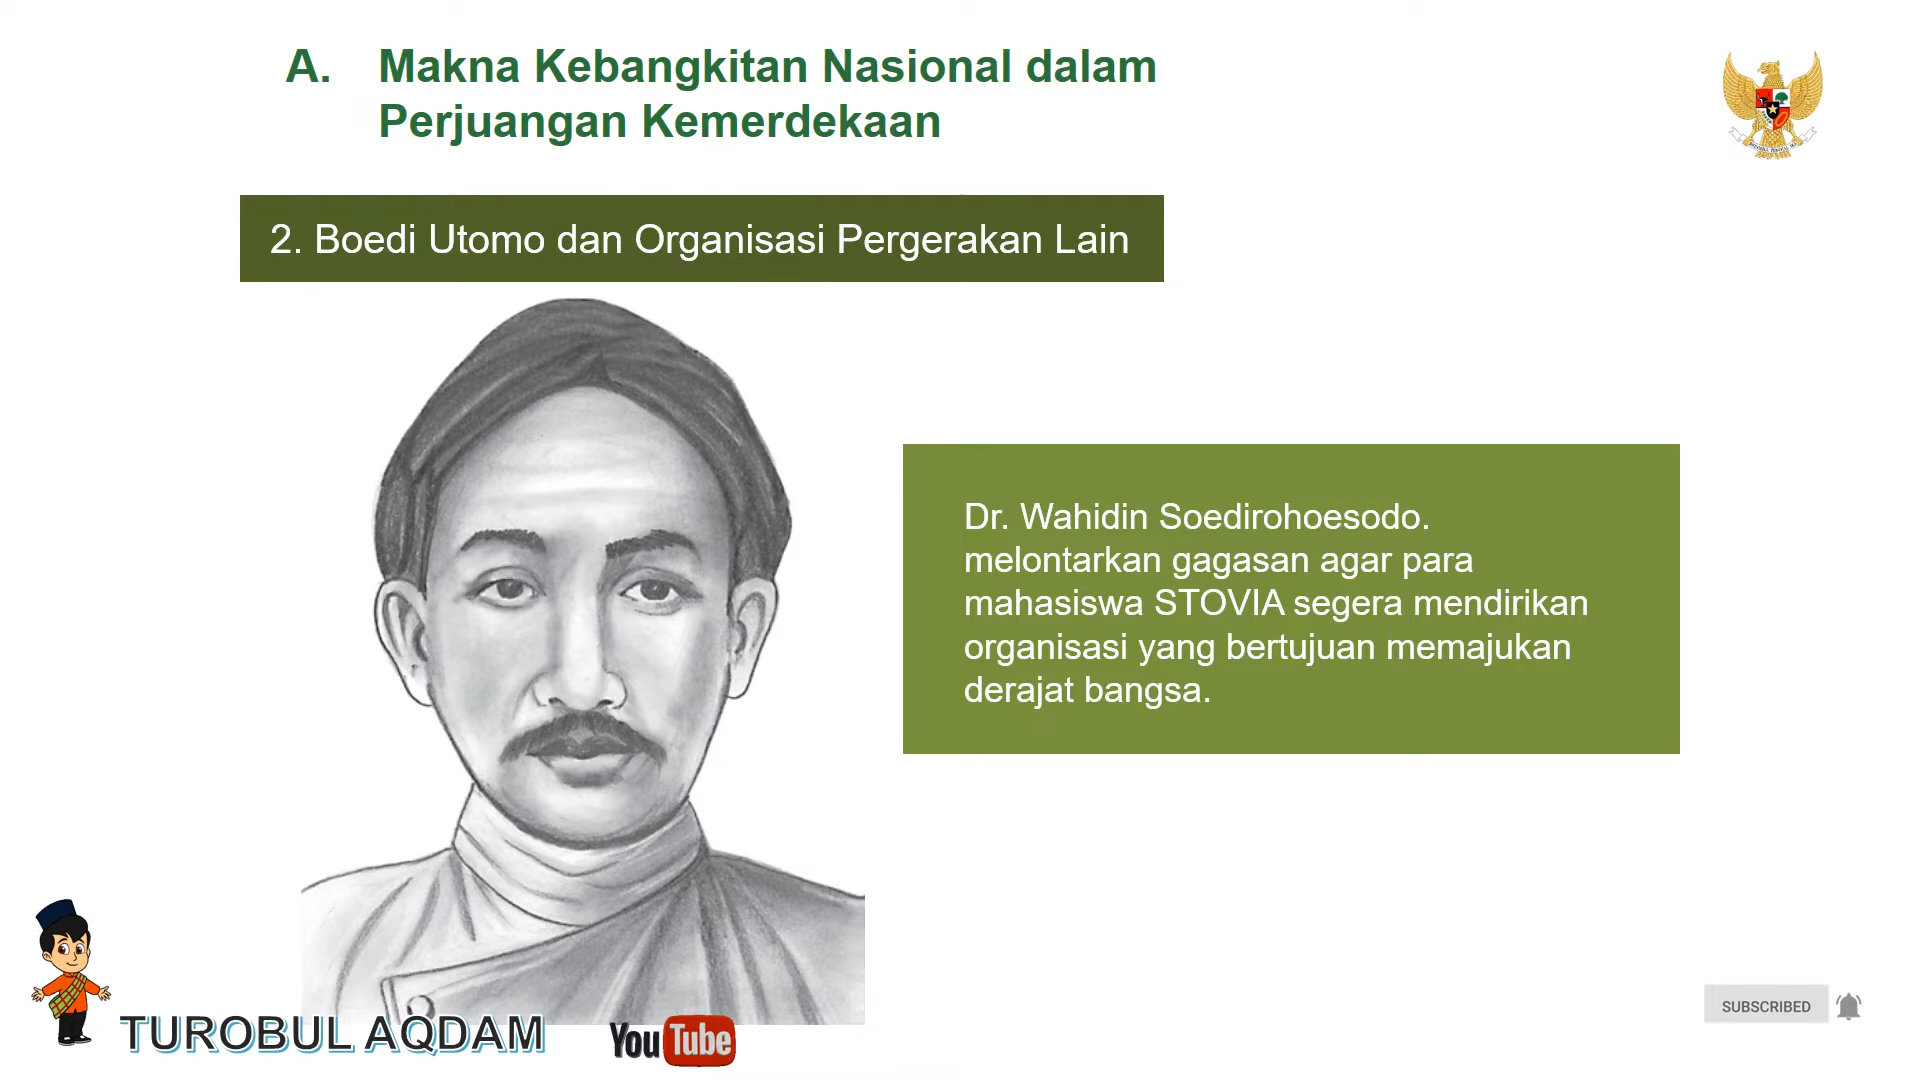 A. Makna Kebangkitan Nasional dalam
Perjuangan Kemerdekaan
2. Boedi Utomo dan Organisasi Pergerakan Lain
Dr. Wahidin Soedirohoesodo.
melontarkan gagasan agar para
mahasiswa STOVIA segera mendirikan
organisasi yang bertujuan memajukan
derajat bangsa.
TUROBUL AQDAM
YouTube
SUBSCRIBED